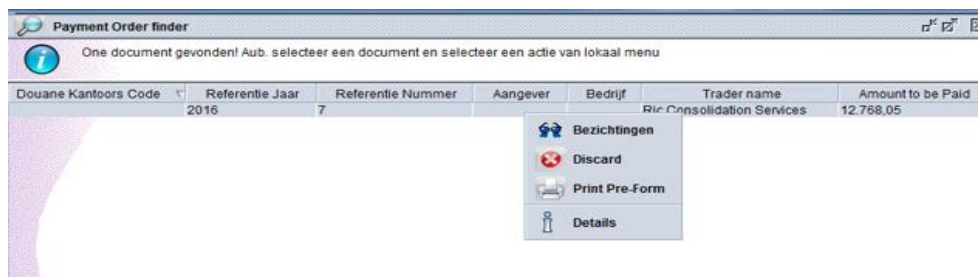 Payment Order finder
One document gevonden! Aub. selecteer een document en selecteer een actie van lokaal menu
Douane Kantoors Code Referentie Jaar Referentie Nummer Aangever Bedrijf Trader name Amount to be Paid
2016 7 Ric Consolidation Services 12.768,05
Bezichtingen
Discard
Print Pre-Form
Details